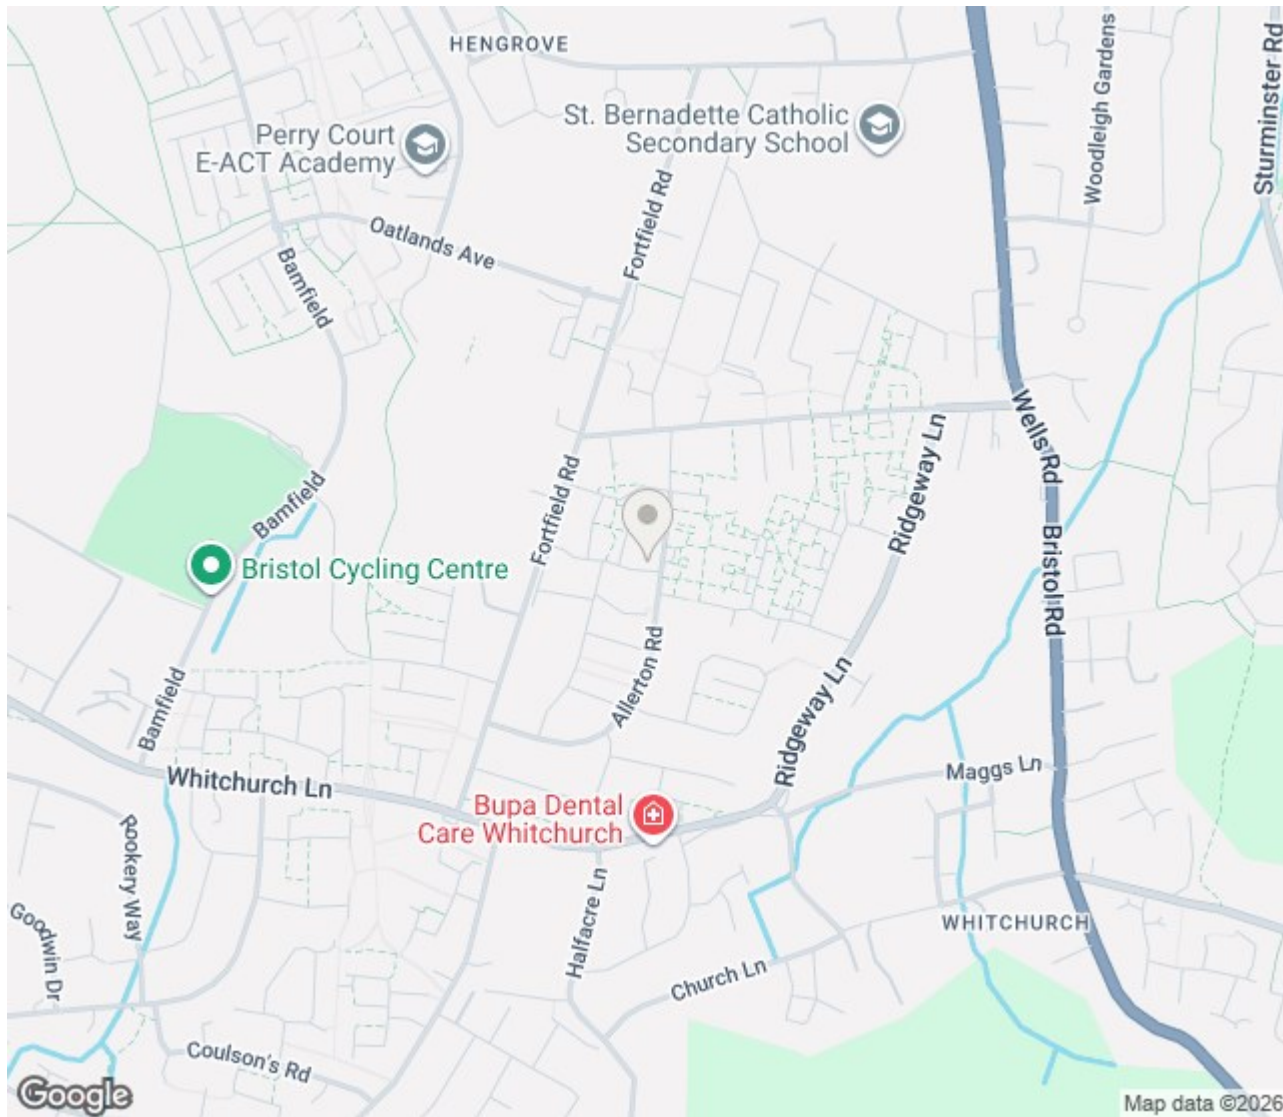 HENGROVE
St. Bernadette Catholic
Secondary School
Perry Court
E-ACT Academy
Woodleigh Gardens
Sturminster Rd
Oatlands Ave
Fortfield Rd
Bamfield
Wells Rd
Ridgeway Ln
Bamfield
Fortfield Rd
Bristol Rd
Bristol Cycling Centre
Allerton Rd
Bamfield
Ridgeway Ln
Whitchurch Ln
Maggs Ln
Bupa Dental
Care Whitchurch
Rookery Way
Halfacre Ln
WHITCHURCH
Goodwin Dr
Church Ln
Coulson's Rd
Google
Map data ©2026